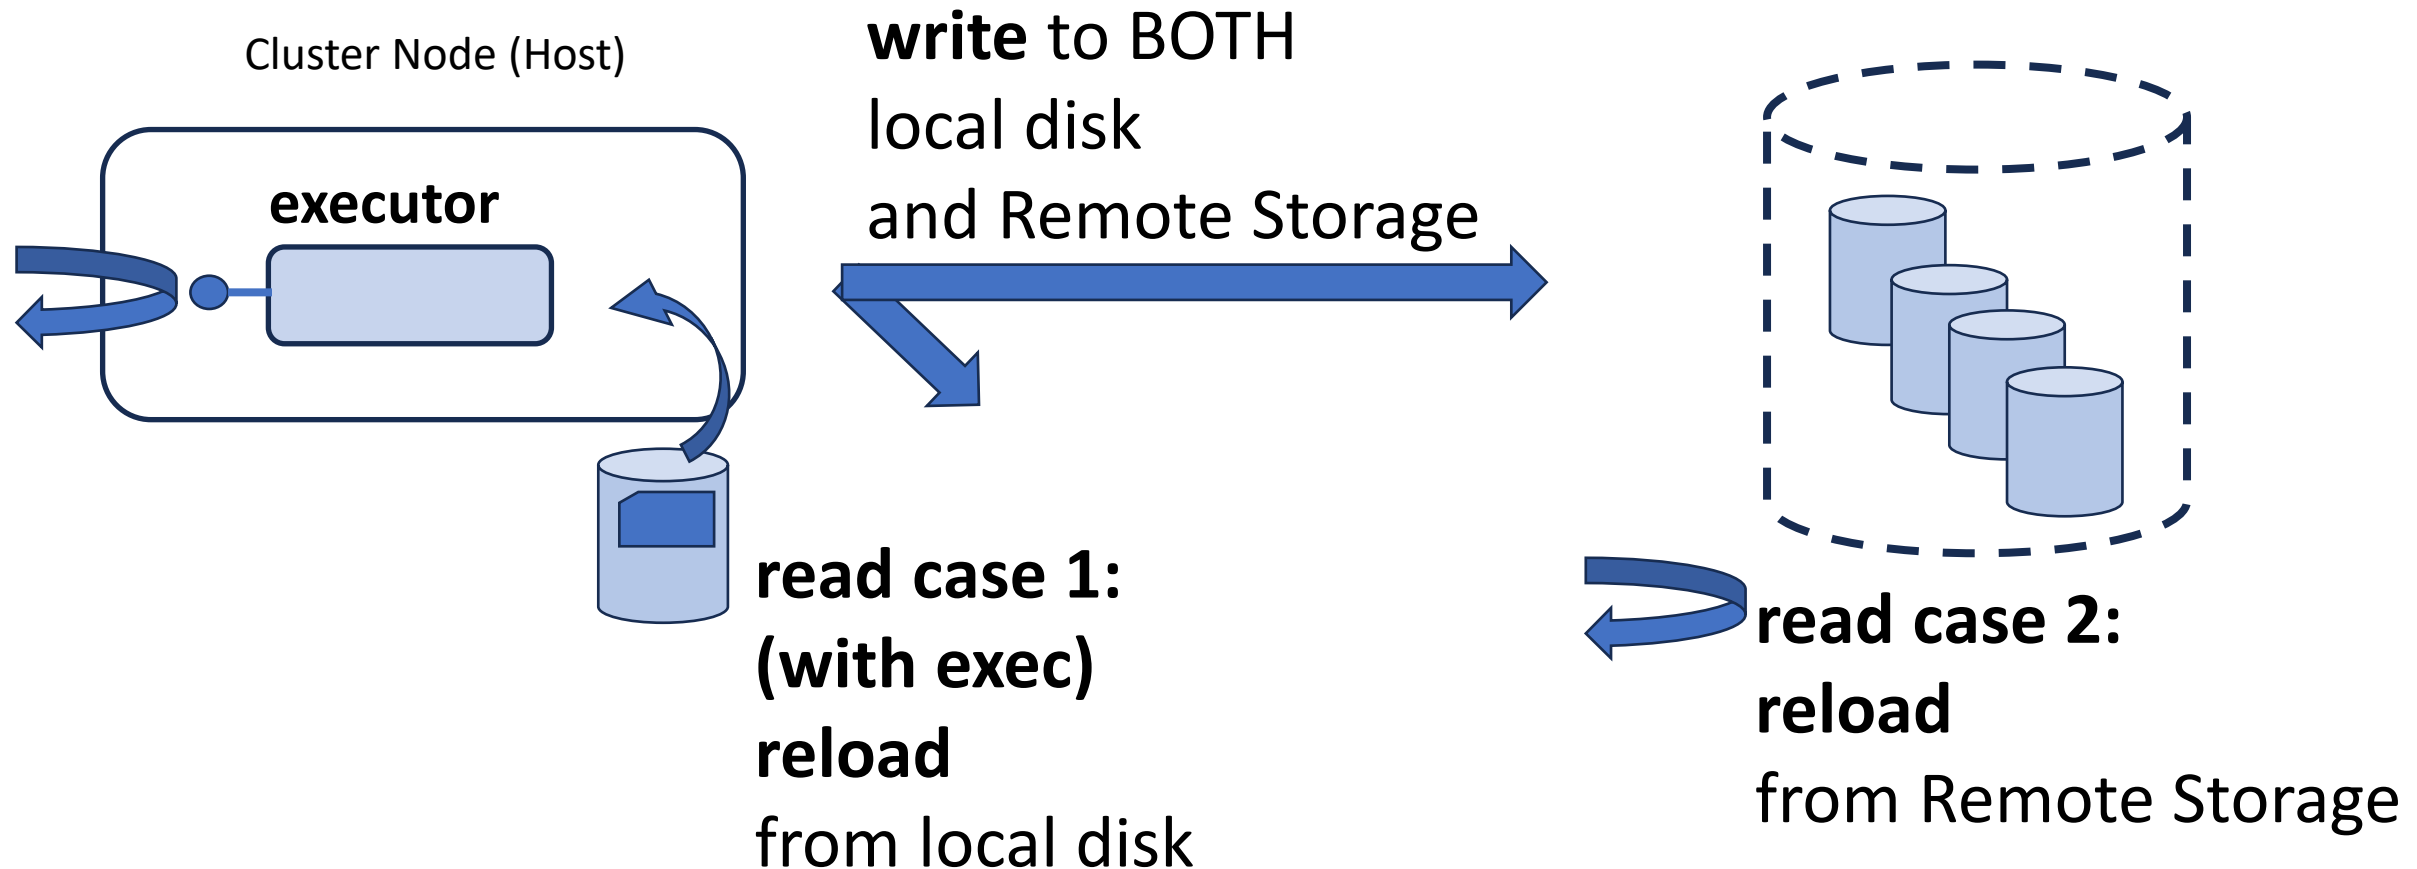 Cluster Node (Host)
executor
write to BOTH
local disk
and Remote Storage
read case 1:
(with exec)
reload
from local disk
read case 2:
reload
from Remote Storage